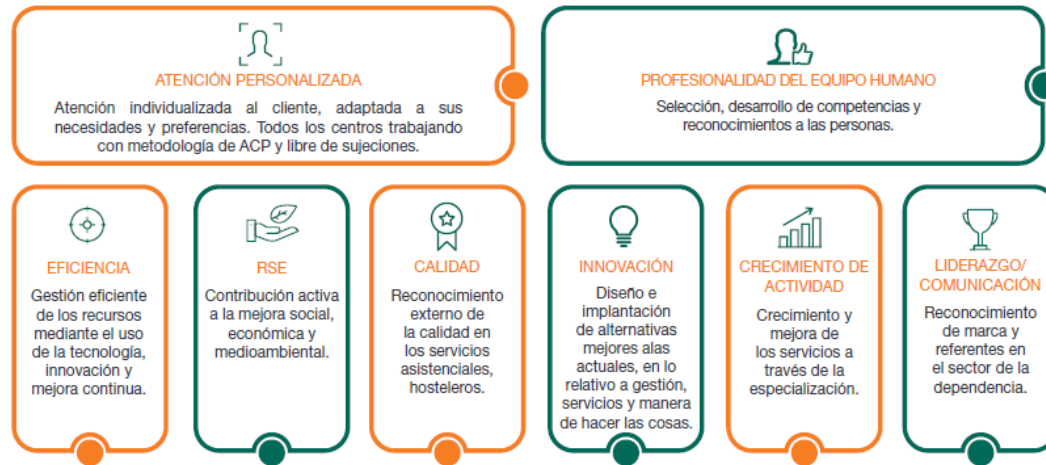 ATENCIÓN PERSONALIZADA
Atención individualizada al cliente, adaptada a sus
necesidades y preferencias. Todos los centros trabajando
con metodología de ACP y libre de sujeciones.
PROFESIONALIDAD DEL EQUIPO HUMANO
Selección, desarrollo de competencias y
reconocimientos a las personas.
EFICIENCIA
Gestión eficiente
de los recursos
mediante el uso
de la tecnología,
innovación y
mejora continua.
RSE
Contribución activa
a la mejora social,
económica y
medioambiental.
CALIDAD
Reconocimiento
externo de
la calidad en
los servicios
asistenciales,
hosteleros.
INNOVACIÓN
Diseño e
implantación
de alternativas
mejores alas
actuales, en lo
relativo a gestión,
servicios y manera
de hacer las cosas.
CRECIMIENTO DE
ACTIVIDAD
Crecimiento y
mejora de
los servicios a
través de la
especialización.
LIDERAZGO/
COMUNICACIÓN
Reconocimiento
de marca y
referentes en
el sector de la
dependencia.